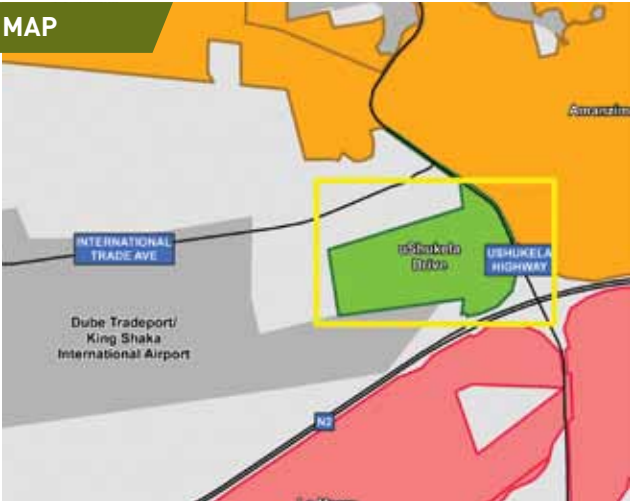 MAP
Amanzim
INTERNATIONAL
TRADE AVE
uShukela
Drive
USHUKELA
HIGHWAY
Dube Tradeport/
King Shaka
International Airport
N2